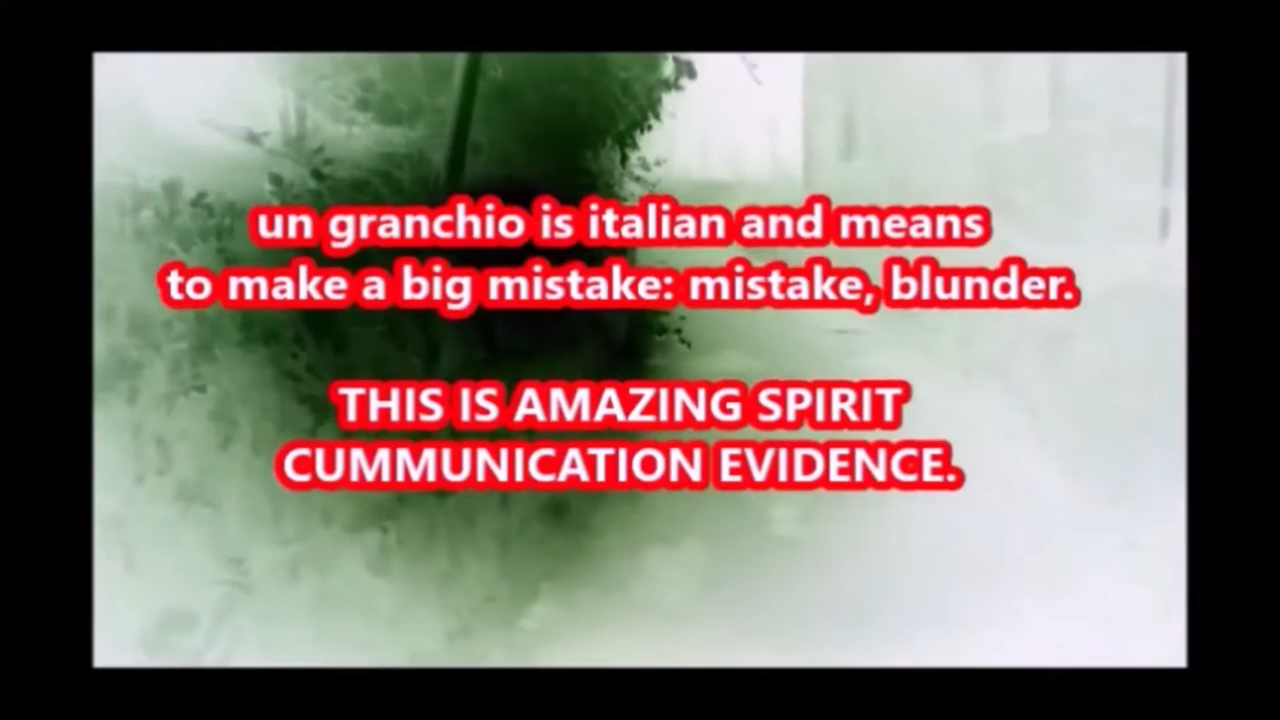 un granchio is italian and means
to make a big mistake: mistake, blunder.
THIS IS AMAZING SPIRIT
CUMMUNICATION EVIDENCE.